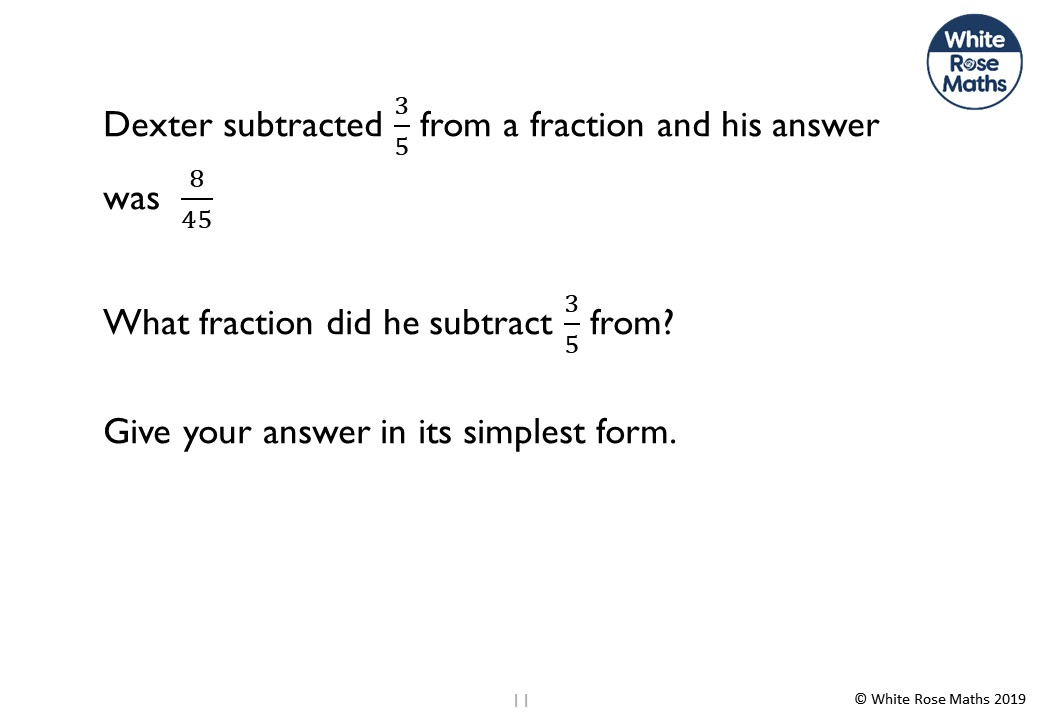 White
Rose
Maths
Dexter subtracted 3/5 from a fraction and his answer
was 8/45
What fraction did he subtract 3/5 from?
Give your answer in its simplest form.
11
© White Rose Maths 2019